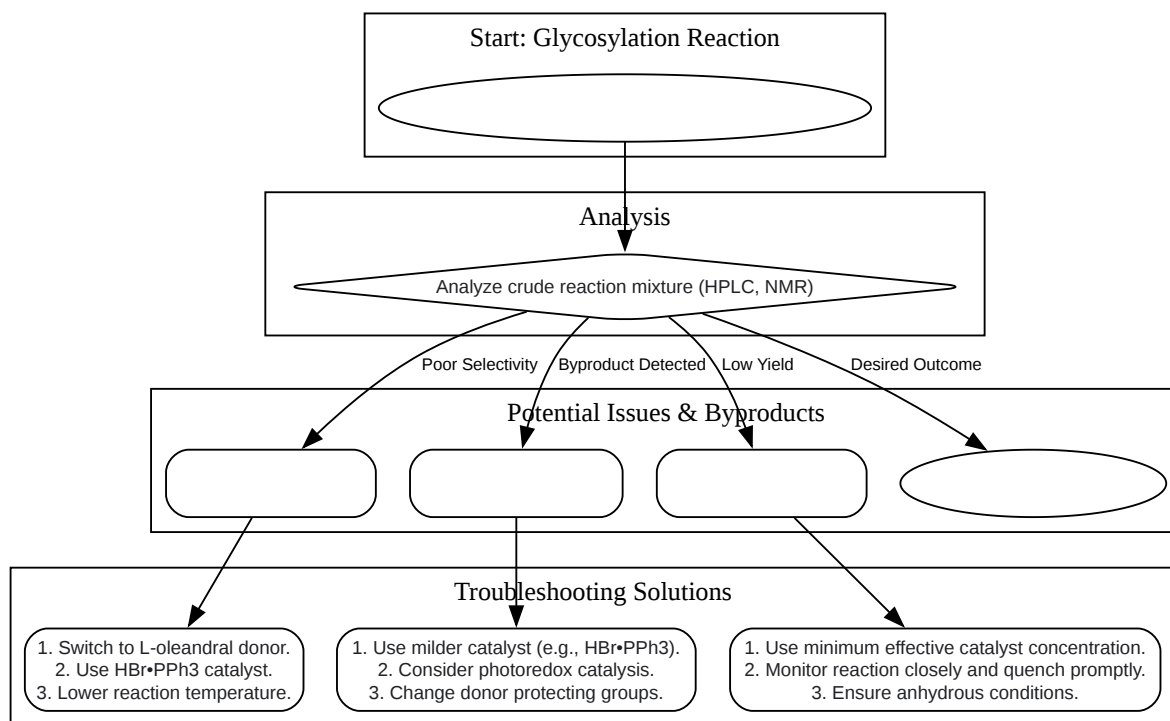 Start: Glycosylation Reaction
Analysis
Analyze crude reaction mixture (HPLC, NMR)
Poor Selectivity
Byproduct Detected
Low Yield
Desired Outcome
Potential Issues & Byproducts
Troubleshooting Solutions
1. Switch to L-oleandral donor.
2. Use HBr•PPh3 catalyst.
3. Lower reaction temperature.
1. Use milder catalyst (e.g., HBr•PPh3).
2. Consider photoredox catalysis.
3. Change donor protecting groups.
1. Use minimum effective catalyst concentration.
2. Monitor reaction closely and quench promptly.
3. Ensure anhydrous conditions.